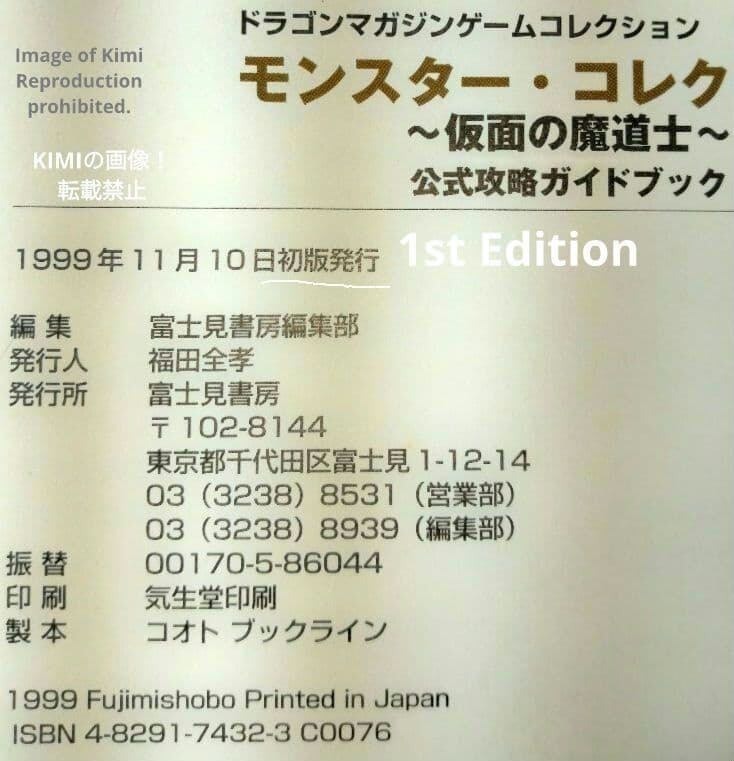 ドラゴンマガジンゲームコレクション
Image of Kimi
Reproduction
prohibited.
モンスター・コレク
～仮面の魔道士～
KIMIの画像！
転載禁止
公式攻略ガイドブック
1999年11月10日初版発行 1st Edition
編集 富士見書房編集部
発行人 福田全孝
発行所 富士見書房
〒102-8144
東京都千代田区富士見1-12-14
03（3238）8531（営業部）
03（3238）8939（編集部）
振替 00170-5-86044
印刷 気生堂印刷
製本 コオト ブックライン
1999 Fujimishobo Printed in Japan
ISBN 4-8291-7432-3 C0076